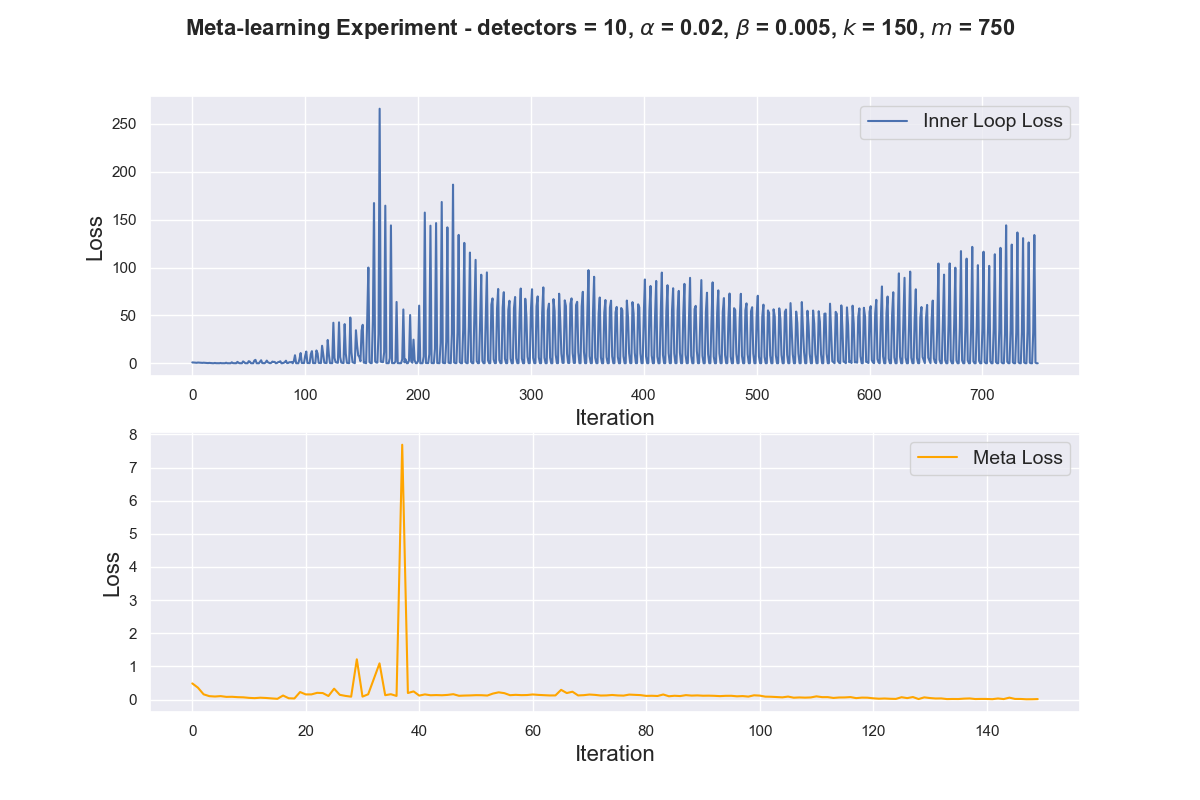 Meta-learning Experiment - detectors = 10, α = 0.02, β = 0.005, k = 150, m = 750
Inner Loop Loss
Loss
250
200
150
100
50
0
0 100 200 300 400 500 600 700
Iteration
Meta Loss
Loss
8
7
6
5
4
3
2
1
0
0 20 40 60 80 100 120 140
Iteration